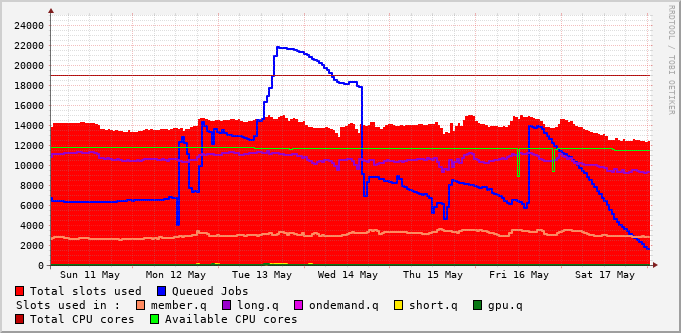 24000
22000
20000
18000
16000
14000
12000
10000
8000
6000
4000
2000
0
Sun 11 May Mon 12 May Tue 13 May Wed 14 May Thu 15 May Fri 16 May Sat 17 May
Total slots used Queued Jobs
Slots used in : member.q long.q ondemand.q short.q gpu.q
Total CPU cores Available CPU cores
RRDTOOL / TOBI OETIKER